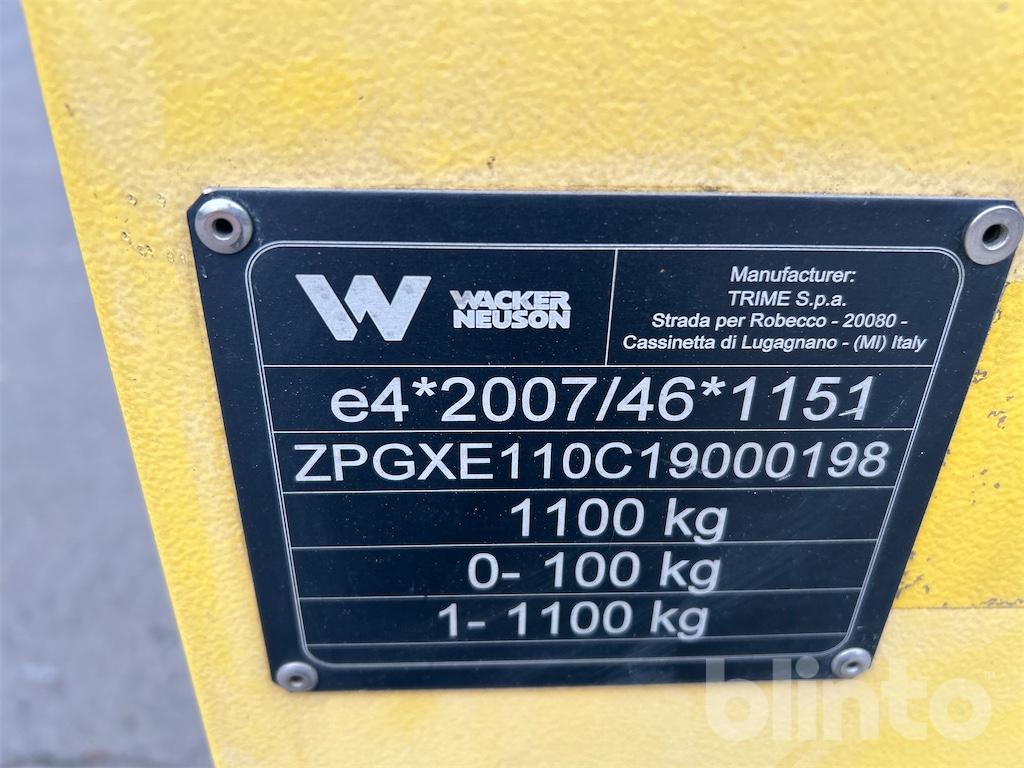 W WACKER
NEUSON
Manufacturer:
TRIME S.p.a.
Strada per Robecco - 20080 -
Cassinetta di Lugagnano - (MI) Italy
e4*2007/46*1151
ZPGXE110C19000198
1100 kg
0- 100 kg
1- 1100 kg
blinto™